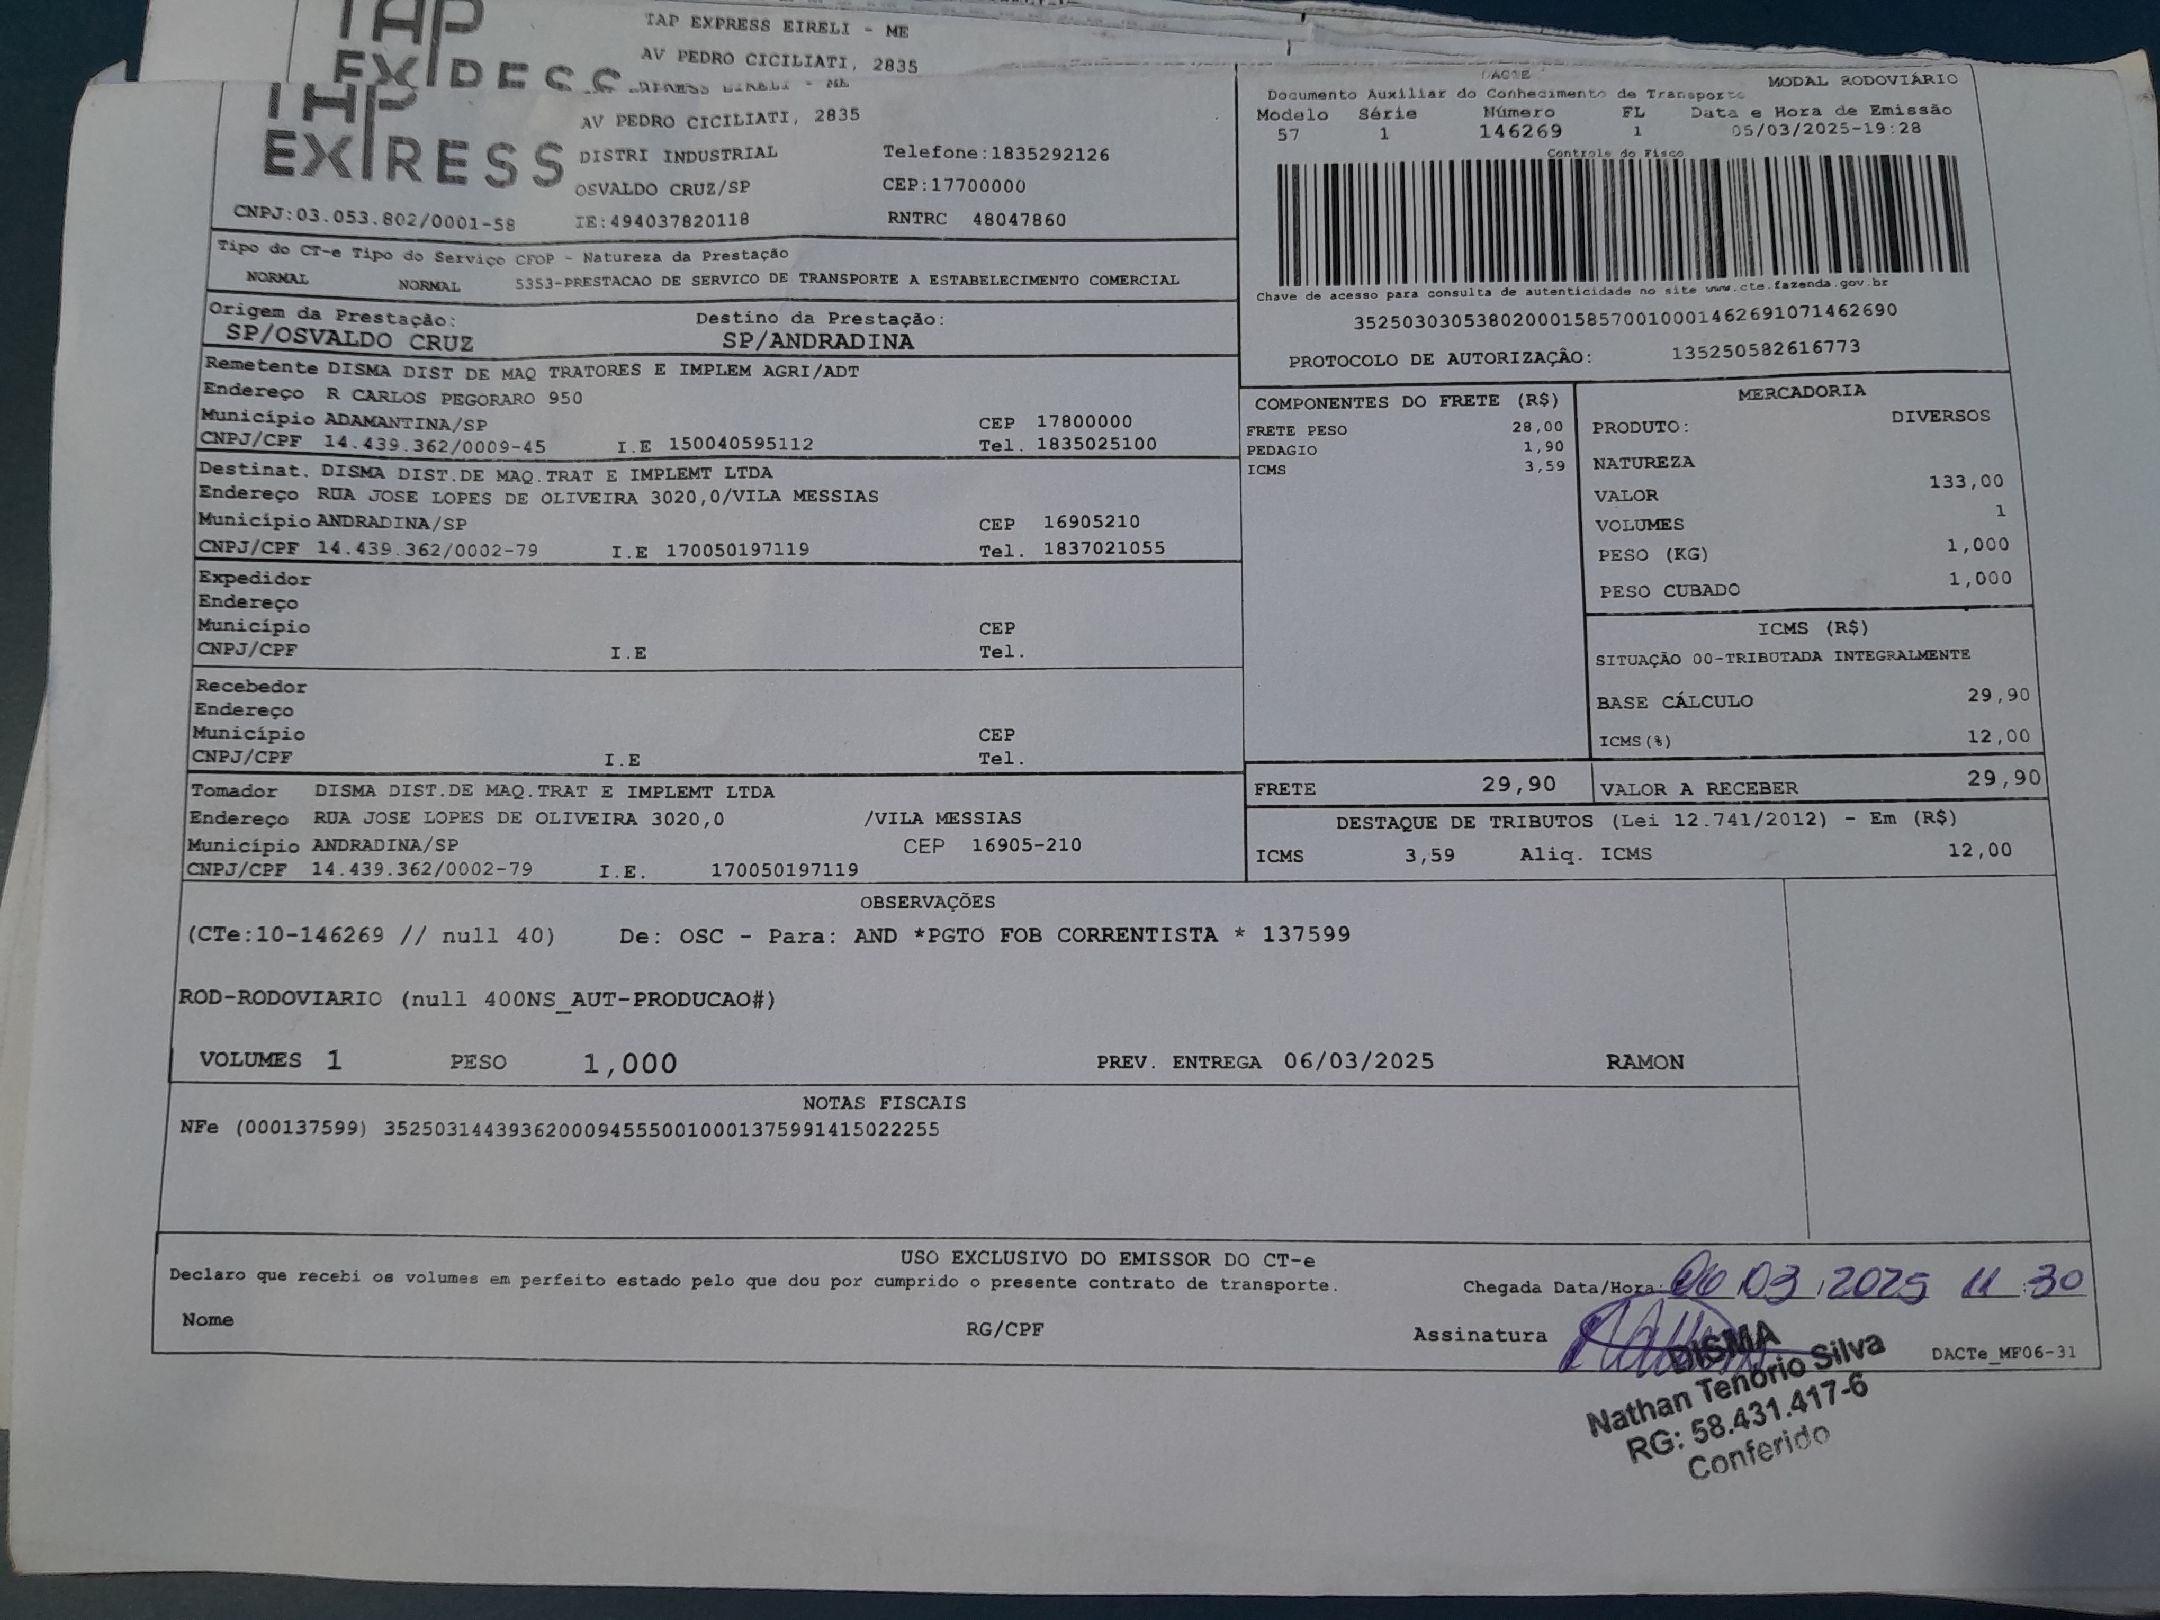 TAP
TAP EXPRESS EIRELI - ME
AV PEDRO CICILIATI, 2835
TAP
EXPRESS
AV PEDRO CICILIATI, 2835
DISTRI INDUSTRIAL Telefone:1835292126
OSVALDO CRUZ/SP CEP:17700000
CNPJ:03.053.802/0001-58 IE:494037820118 RNTRC 48047860
DACTE MODAL RODOVIÁRIO
Documento Auxiliar do Conhecimento de Transporte
Modelo Série Número FL Data e Hora de Emissão
57 1 146269 1 05/03/2025-19:28
Controle do Fisco
Chave de acesso para consulta de autenticidade no site www.cte.fazenda.gov.br
35250303053802000158570010001462691071462690
PROTOCOLO DE AUTORIZAÇÃO: 135250582616773
Tipo do CT-e Tipo do Serviço CFOP - Natureza da Prestação
NORMAL NORMAL 5353-PRESTACAO DE SERVICO DE TRANSPORTE A ESTABELECIMENTO COMERCIAL
Origem da Prestação: Destino da Prestação:
SP/OSVALDO CRUZ SP/ANDRADINA
Remetente DISMA DIST DE MAQ TRATORES E IMPLEM AGRI/ADT
Endereço R CARLOS PEGORARO 950
Município ADAMANTINA/SP CEP 17800000
CNPJ/CPF 14.439.362/0009-45 I.E 150040595112 Tel. 1835025100
Destinat. DISMA DIST.DE MAQ.TRAT E IMPLEMT LTDA
Endereço RUA JOSE LOPES DE OLIVEIRA 3020,0/VILA MESSIAS
Município ANDRADINA/SP CEP 16905210
CNPJ/CPF 14.439.362/0002-79 I.E 170050197119 Tel. 1837021055
Expedidor
Endereço
Município CEP
CNPJ/CPF I.E Tel.
Recebedor
Endereço
Município CEP
CNPJ/CPF I.E Tel.
Tomador DISMA DIST.DE MAQ.TRAT E IMPLEMT LTDA
Endereço RUA JOSE LOPES DE OLIVEIRA 3020,0 /VILA MESSIAS
Município ANDRADINA/SP CEP 16905-210
CNPJ/CPF 14.439.362/0002-79 I.E. 170050197119
COMPONENTES DO FRETE (R$)
FRETE PESO 28,00
PEDAGIO 1,90
ICMS 3,59
MERCADORIA
PRODUTO: DIVERSOS
NATUREZA
VALOR 133,00
VOLUMES 1
PESO (KG) 1,000
PESO CUBADO 1,000
ICMS (R$)
SITUAÇÃO 00-TRIBUTADA INTEGRALMENTE
BASE CÁLCULO 29,90
ICMS(%) 12,00
FRETE 29,90 VALOR A RECEBER 29,90
DESTAQUE DE TRIBUTOS (Lei 12.741/2012) - Em (R$)
ICMS 3,59 Aliq. ICMS 12,00
OBSERVAÇÕES
(CTe:10-146269 // null 40) De: OSC - Para: AND *PGTO FOB CORRENTISTA * 137599
ROD-RODOVIARIO (null 400NS_AUT-PRODUCAO#)
VOLUMES 1 PESO 1,000 PREV. ENTREGA 06/03/2025 RAMON
NOTAS FISCAIS
NFe (000137599) 35250314439362000945550010001375991415022255
USO EXCLUSIVO DO EMISSOR DO CT-e
Declaro que recebi os volumes em perfeito estado pelo que dou por cumprido o presente contrato de transporte.
Chegada Data/Hora: 06/03/2025 11:30
Nome RG/CPF Assinatura
DACTe_MF06-31
DISMA
Nathan Tenório Silva
RG: 58.431.417-6
Conferido